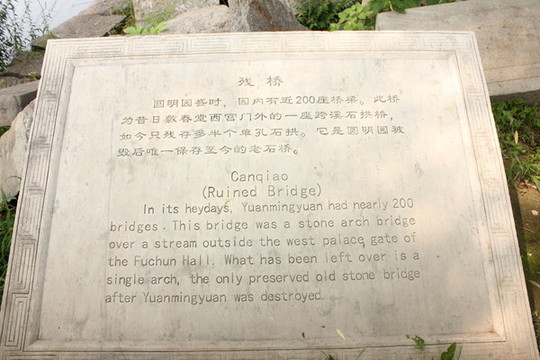 残桥
圆明园盛时，园内有近200座桥梁。此桥
为昔日敷春堂西宫门外的一座跨溪石拱桥，
如今只残存多半个单孔石拱。它是圆明园被
毁后唯一保存至今的老石桥。
Canqiao
(Ruined Bridge)
In its heydays, Yuanmingyuan had nearly 200
bridges. This bridge was a stone arch bridge
over a stream outside the west palace gate of
the Fuchun Hall. What has been left over is a
single arch, the only preserved old stone bridge
after Yuanmingyuan was destroyed.